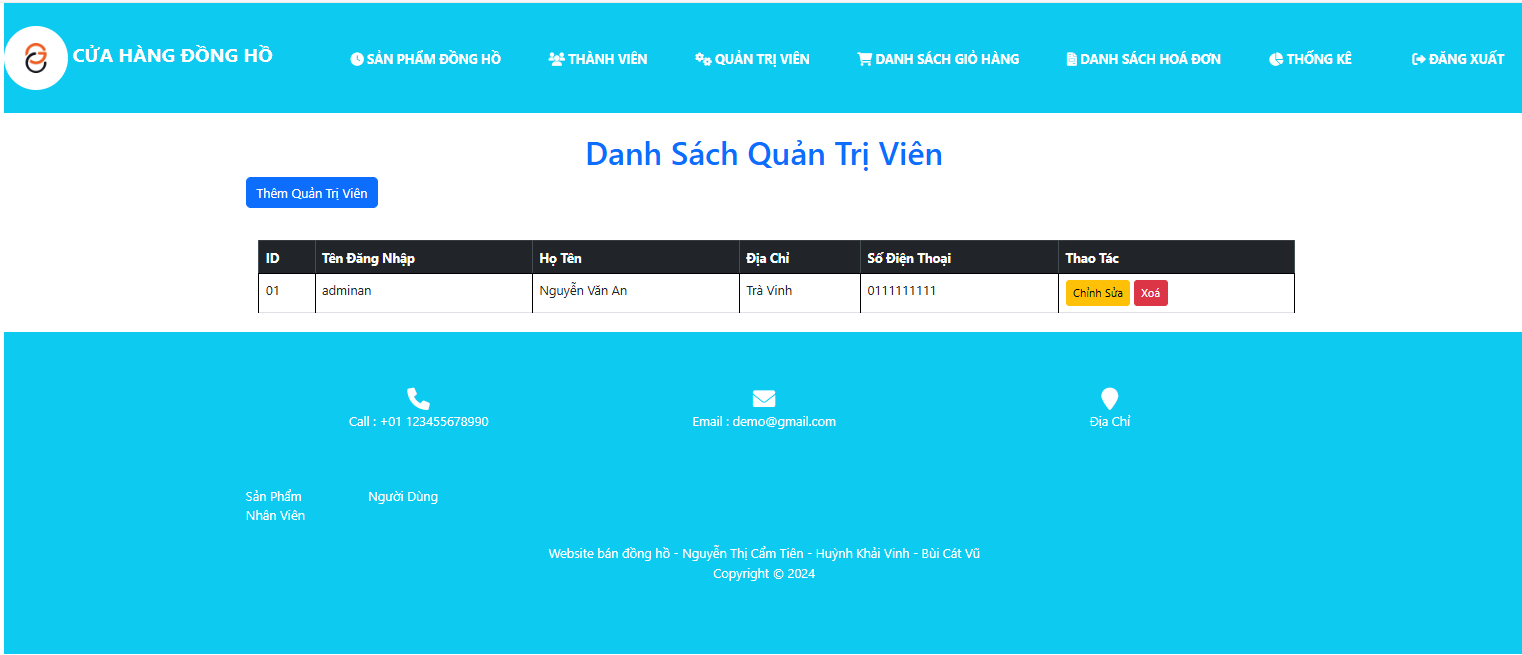 CỬA HÀNG ĐỒNG HỒ SẢN PHẨM ĐỒNG HỒ THÀNH VIÊN QUẢN TRỊ VIÊN DANH SÁCH GIỎ HÀNG DANH SÁCH HOÁ ĐƠN THỐNG KÊ ĐĂNG XUẤT
Danh Sách Quản Trị Viên
Thêm Quản Trị Viên
ID Tên Đăng Nhập Họ Tên Địa Chỉ Số Điện Thoại Thao Tác
01 adminan Nguyễn Văn An Trà Vinh 0111111111 Chỉnh Sửa Xoá
Call : +01 123455678990 Email : demo@gmail.com Địa Chỉ
Sản Phẩm Người Dùng
Nhân Viên
Website bán đồng hồ - Nguyễn Thị Cẩm Tiên - Huỳnh Khải Vinh - Bùi Cát Vũ
Copyright © 2024